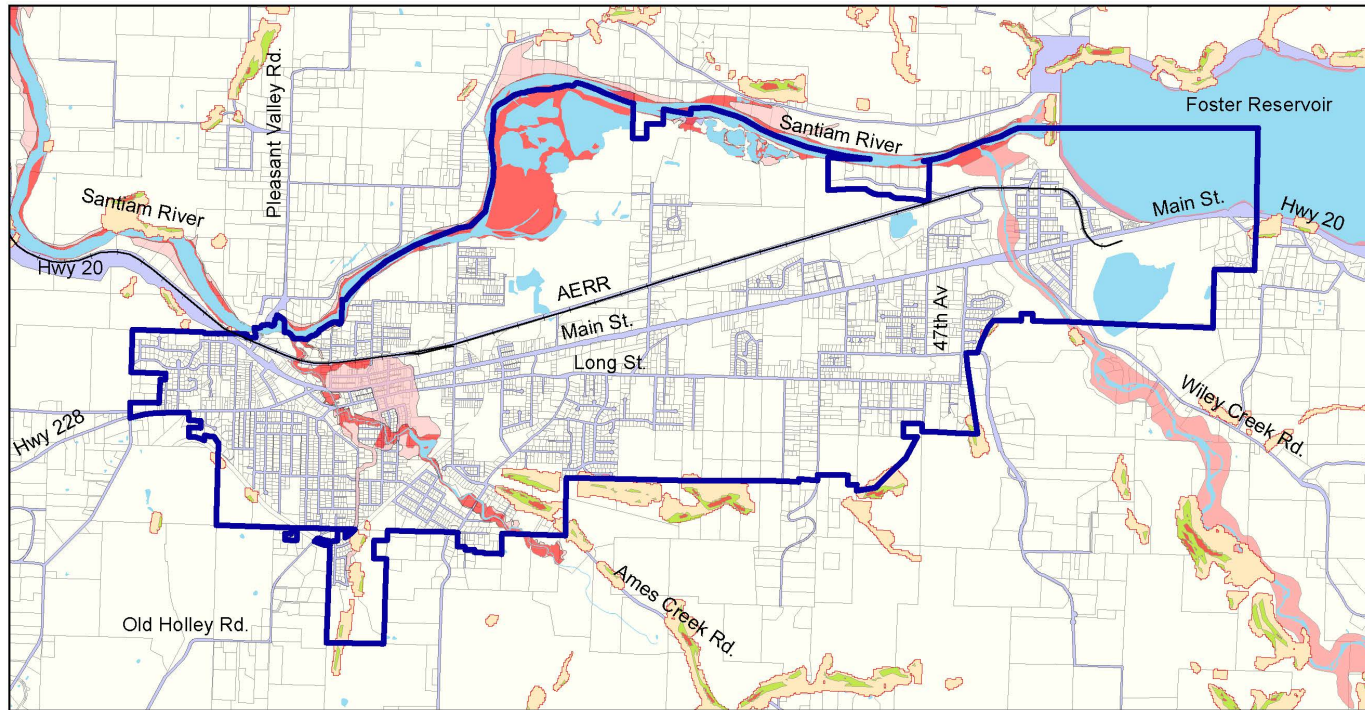 Pleasant Valley Rd.
Foster Reservoir
Santiam River
Santiam River
Main St.
Hwy 20
Hwy 20
AERR
Main St.
47th Av
Long St.
Wiley Creek Rd.
Hwy 228
Ames Creek Rd.
Old Holley Rd.